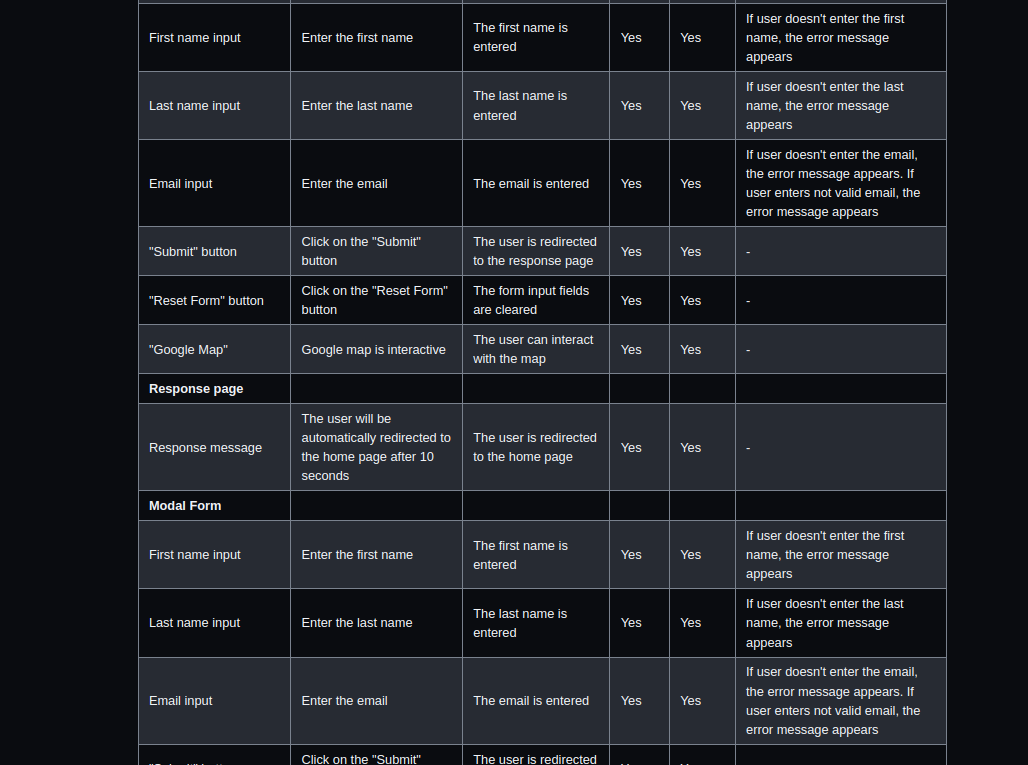 First name input
Enter the first name
The first name is
entered
Yes
Yes
If user doesn't enter the first
name, the error message
appears
Last name input
Enter the last name
The last name is
entered
Yes
Yes
If user doesn't enter the last
name, the error message
appears
Email input
Enter the email
The email is entered
Yes
Yes
If user doesn't enter the email,
the error message appears. If
user enters not valid email, the
error message appears
"Submit" button
Click on the "Submit"
button
The user is redirected
to the response page
Yes
Yes
-
"Reset Form" button
Click on the "Reset Form"
button
The form input fields
are cleared
Yes
Yes
-
"Google Map"
Google map is interactive
The user can interact
with the map
Yes
Yes
-
Response page
Response message
The user will be
automatically redirected to
the home page after 10
seconds
The user is redirected
to the home page
Yes
Yes
-
Modal Form
First name input
Enter the first name
The first name is
entered
Yes
Yes
If user doesn't enter the first
name, the error message
appears
Last name input
Enter the last name
The last name is
entered
Yes
Yes
If user doesn't enter the last
name, the error message
appears
Email input
Enter the email
The email is entered
Yes
Yes
If user doesn't enter the email,
the error message appears. If
user enters not valid email, the
error message appears
Click on the "Submit"
The user is redirected